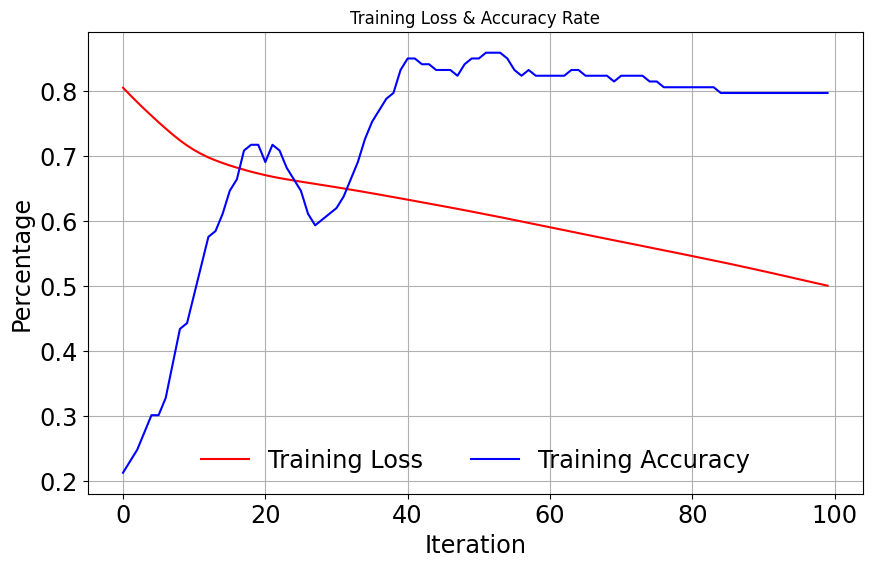 Training Loss & Accuracy Rate
Percentage
0.8
0.7
0.6
0.5
0.4
0.3
0.2
Training Loss Training Accuracy
0 20 40 60 80 100
Iteration